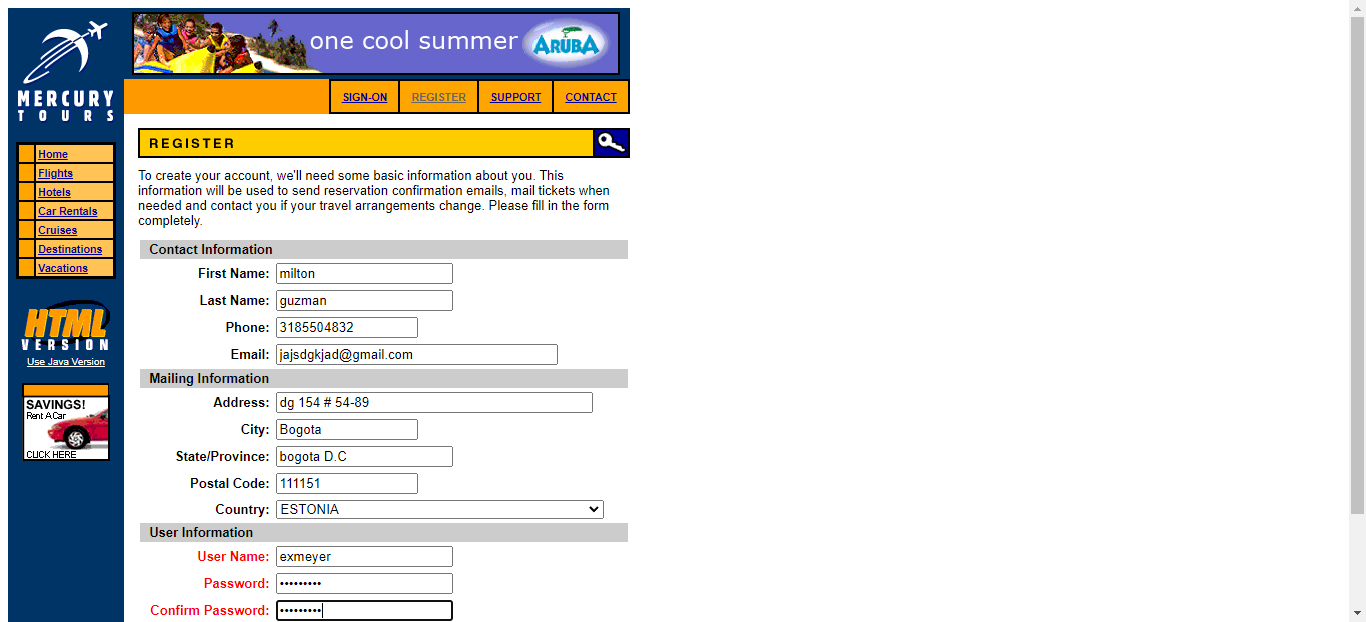 one cool summer
ARUBA
MERCURY
TOURS
SIGN-ON
REGISTER
SUPPORT
CONTACT
Home
Flights
Hotels
Car Rentals
Cruises
Destinations
Vacations
HTML
VERSION
Use Java Version
SAVINGS!
Rent A Car
CLICK HERE
REGISTER
To create your account, we'll need some basic information about you. This
information will be used to send reservation confirmation emails, mail tickets when
needed and contact you if your travel arrangements change. Please fill in the form
completely.
Contact Information
First Name: milton
Last Name: guzman
Phone: 3185504832
Email: jajsdgkjad@gmail.com
Mailing Information
Address: dg 154 # 54-89
City: Bogota
State/Province: bogota D.C
Postal Code: 111151
Country: ESTONIA
User Information
User Name: exmeyer
Password: •••••••••
Confirm Password: •••••••••